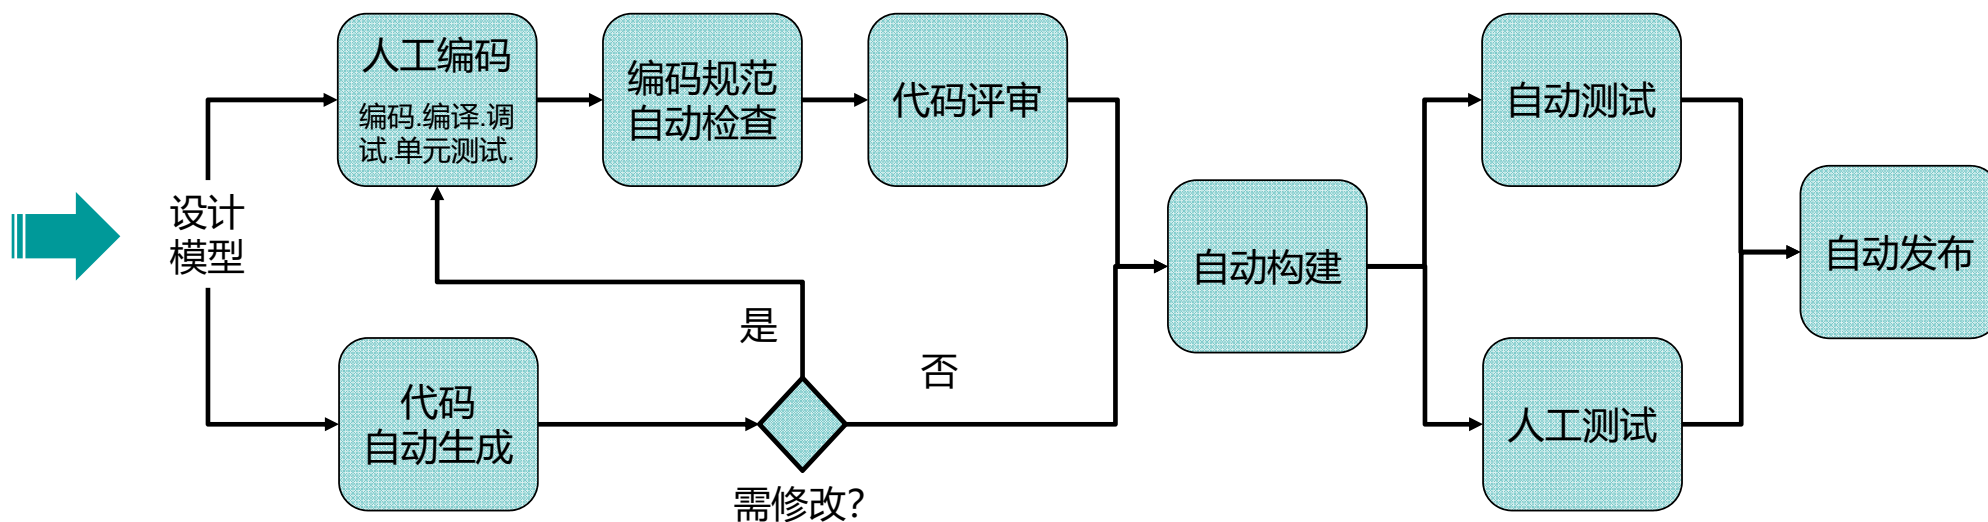 人工编码
编码.编译.调
试.单元测试.
编码规范
自动检查
代码评审
自动测试
设计
模型
自动构建
自动发布
是
否
代码
自动生成
人工测试
需修改?